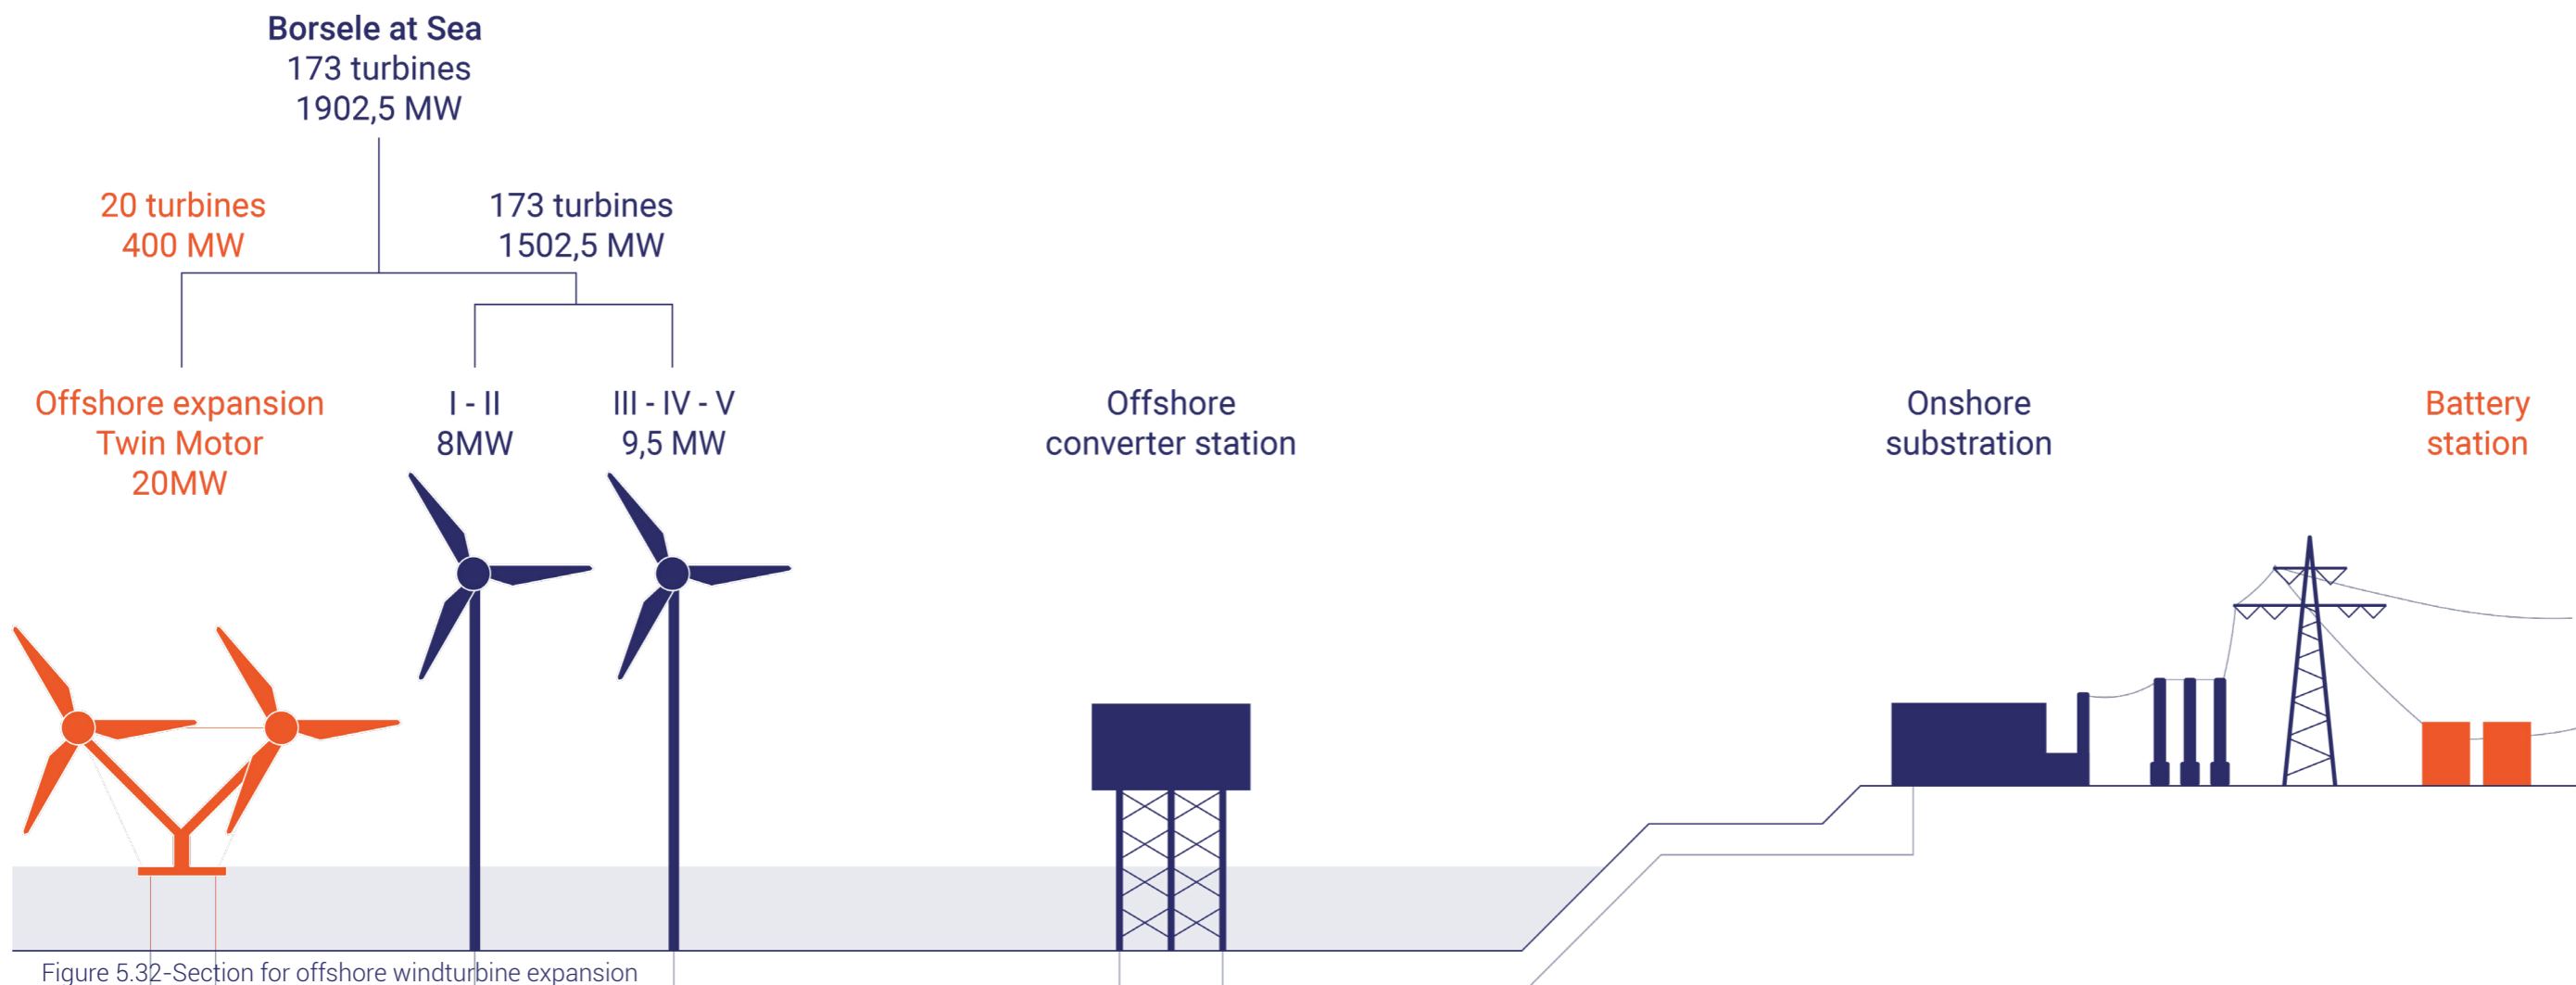 Borsele at Sea
173 turbines
1902,5 MW
20 turbines
400 MW
173 turbines
1502,5 MW
Offshore expansion
Twin Motor
20MW
I - II
8MW
III - IV - V
9,5 MW
Offshore
converter station
Onshore
substration
Battery
station
Figure 5.32-Section for offshore windturbine expansion